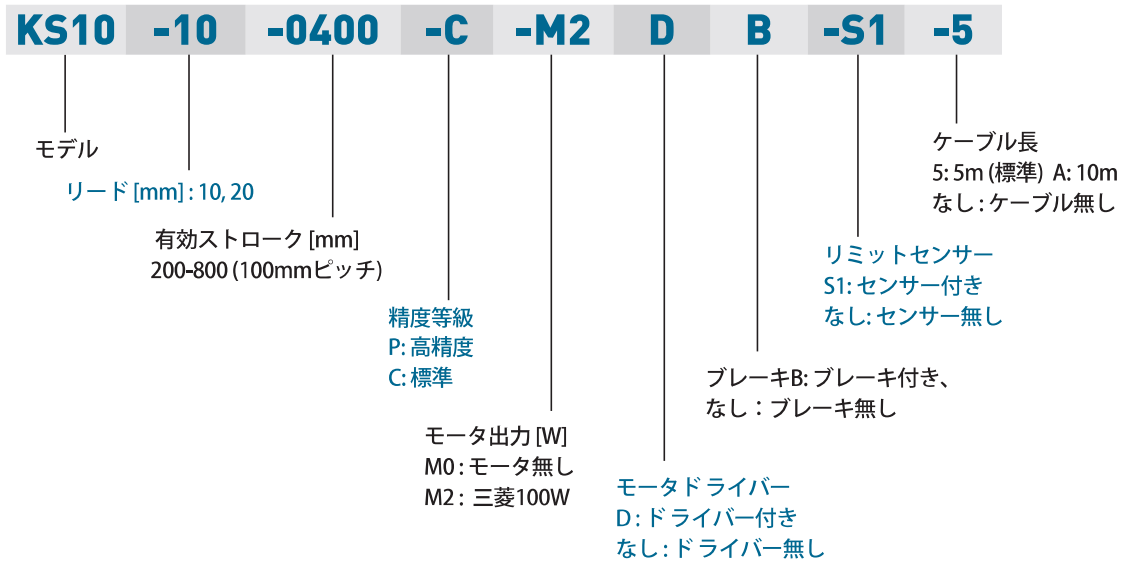 KS10 -10 -0400 -C -M2 D B -S1 -5
モデル
リード [mm] : 10, 20
有効ストローク [mm]
200-800 (100mmピッチ)
精度等級
P: 高精度
C: 標準
モータ出力 [W]
M0 : モータ無し
M2 : 三菱100W
モータドライバー
D : ドライバー付き
なし : ドライバー無し
ブレーキB: ブレーキ付き、
なし：ブレーキ無し
リミットセンサー
S1: センサー付き
なし: センサー無し
ケーブル長
5: 5m (標準) A: 10m
なし : ケーブル無し